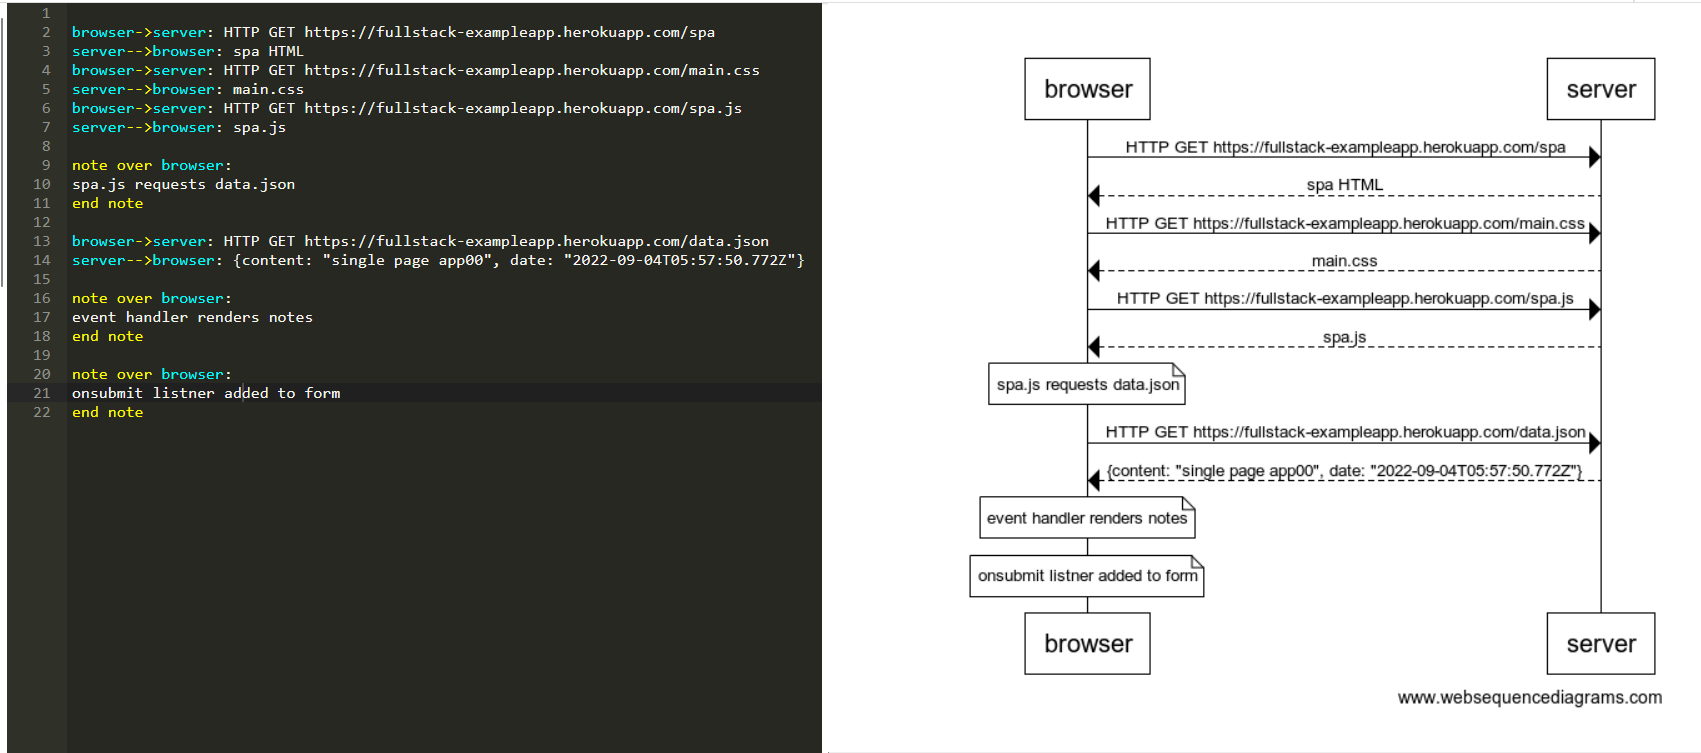 1
2 browser->server: HTTP GET https://fullstack-exampleapp.herokuapp.com/spa
3 server-->browser: spa HTML
4 browser->server: HTTP GET https://fullstack-exampleapp.herokuapp.com/main.css
5 server-->browser: main.css
6 browser->server: HTTP GET https://fullstack-exampleapp.herokuapp.com/spa.js
7 server-->browser: spa.js
8
9 note over browser:
10 spa.js requests data.json
11 end note
12
13 browser->server: HTTP GET https://fullstack-exampleapp.herokuapp.com/data.json
14 server-->browser: {content: "single page app00", date: "2022-09-04T05:57:50.772Z"}
15
16 note over browser:
17 event handler renders notes
18 end note
19
20 note over browser:
21 onsubmit listner added to form
22 end note
browser server
HTTP GET https://fullstack-exampleapp.herokuapp.com/spa
spa HTML
HTTP GET https://fullstack-exampleapp.herokuapp.com/main.css
main.css
HTTP GET https://fullstack-exampleapp.herokuapp.com/spa.js
spa.js
spa.js requests data.json
HTTP GET https://fullstack-exampleapp.herokuapp.com/data.json
{content: "single page app00", date: "2022-09-04T05:57:50.772Z"}
event handler renders notes
onsubmit listner added to form
browser server
www.websequencediagrams.com